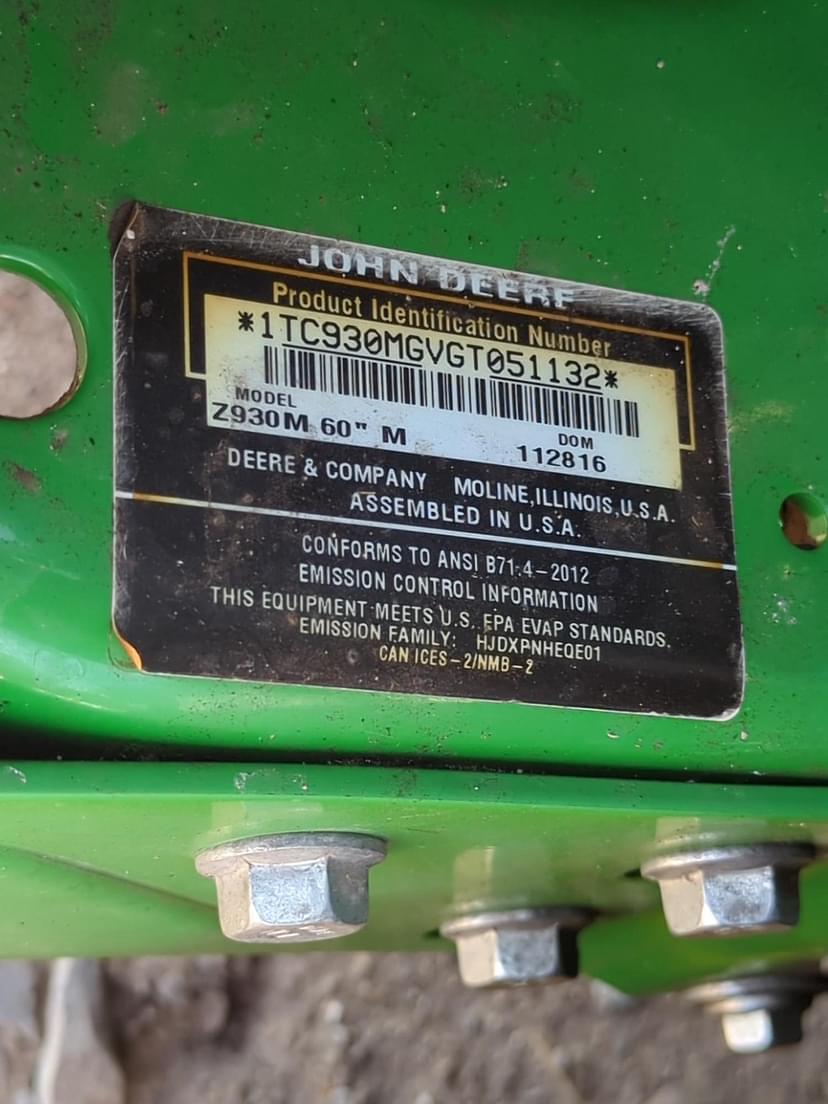 JOHN DEERE
Product Identification Number
*1TC930MGVGT051132*
MODEL
Z930M 60" M
DOM
112816
DEERE & COMPANY MOLINE, ILLINOIS, U.S.A.
ASSEMBLED IN U.S.A.
CONFORMS TO ANSI B71.4-2012
EMISSION CONTROL INFORMATION
THIS EQUIPMENT MEETS U.S. EPA EVAP STANDARDS.
EMISSION FAMILY: HJDXPNHEQE01
CAN ICES-2/NMB-2